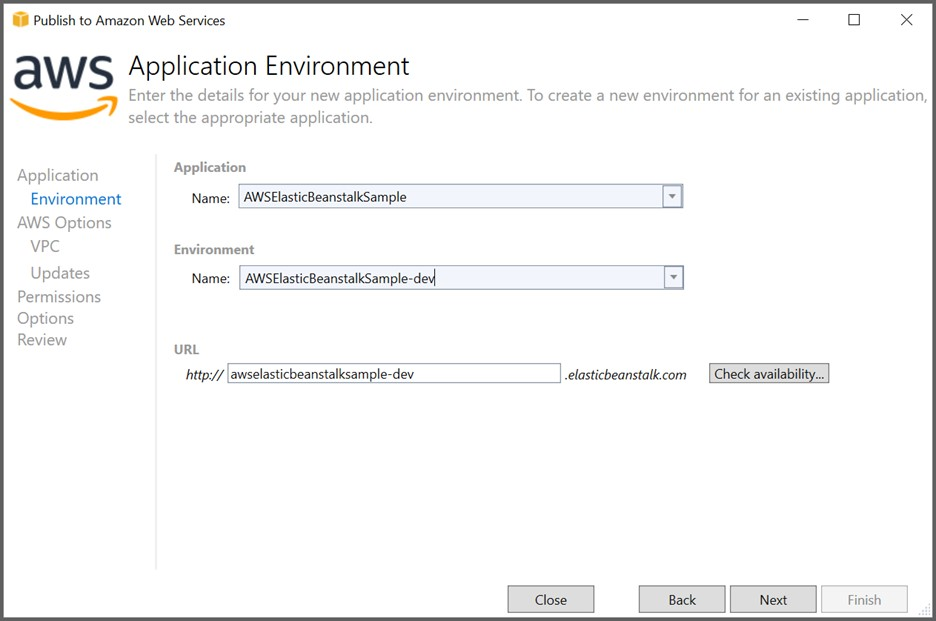 Publish to Amazon Web Services
aws
Application Environment
Enter the details for your new application environment. To create a new environment for an existing application,
select the appropriate application.
Application
Environment
AWS Options
VPC
Updates
Permissions
Options
Review
Application
Name: AWSElasticBeanstalkSample
Environment
Name: AWSElasticBeanstalkSample-dev
URL
http:// awselasticbeanstalksample-dev .elasticbeanstalk.com Check availability...
Close Back Next Finish